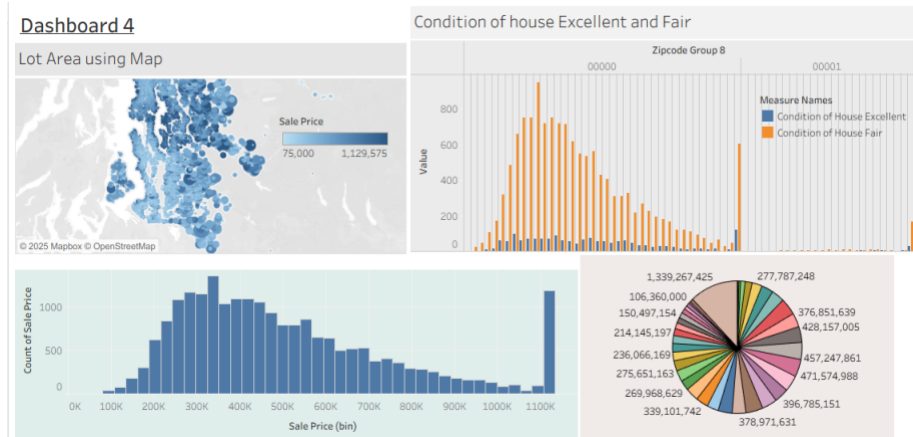 Dashboard 4
Lot Area using Map
Sale Price
75,000 1,129,575
© 2025 Mapbox © OpenStreetMap
Condition of house Excellent and Fair
Zipcode Group 8
00000 00001
Measure Names
Condition of House Excellent
Condition of House Fair
Value
800
600
400
200
0
Count of Sale Price
1000
500
0
0K 100K 200K 300K 400K 500K 600K 700K 800K 900K 1000K 1100K
Sale Price (bin)
1,339,267,425
106,360,000
150,497,154
214,145,197
236,066,169
275,651,163
269,968,629
339,101,742
277,787,248
376,851,639
428,157,005
457,247,861
471,574,988
396,785,151
378,971,631